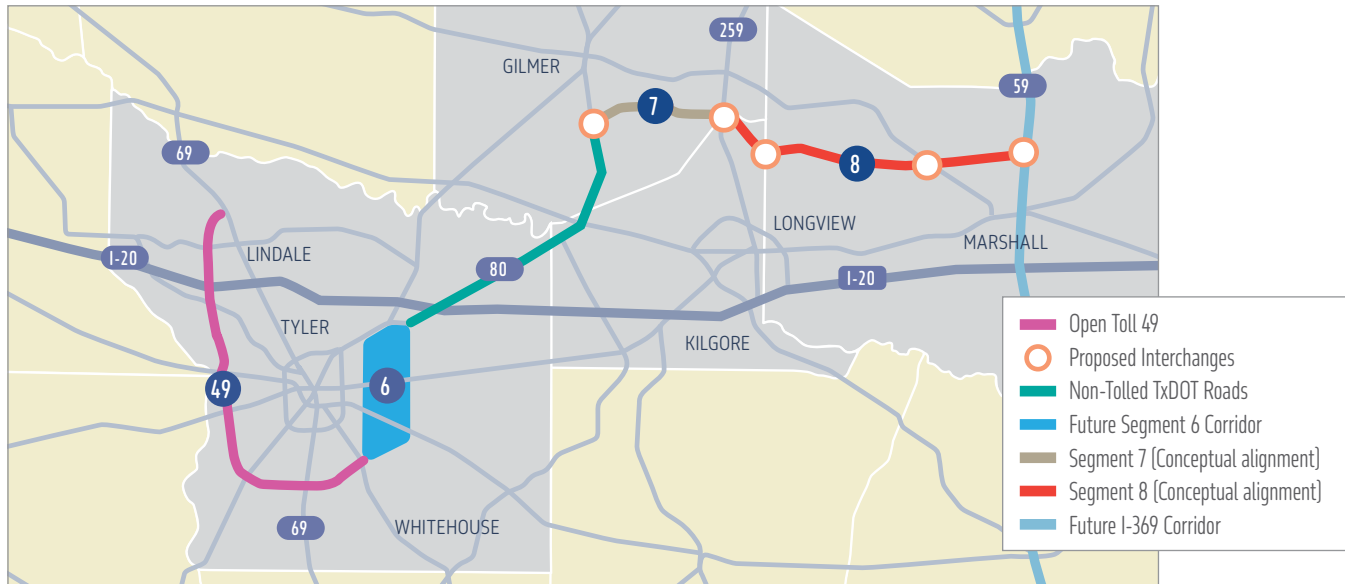 259
GILMER
7
59
69
8
LONGVIEW
MARSHALL
LINDALE
I-20
80
I-20
TYLER
KILGORE
49
6
69
WHITEHOUSE
Open Toll 49
Proposed Interchanges
Non-Tolled TxDOT Roads
Future Segment 6 Corridor
Segment 7 (Conceptual alignment)
Segment 8 (Conceptual alignment)
Future I-369 Corridor